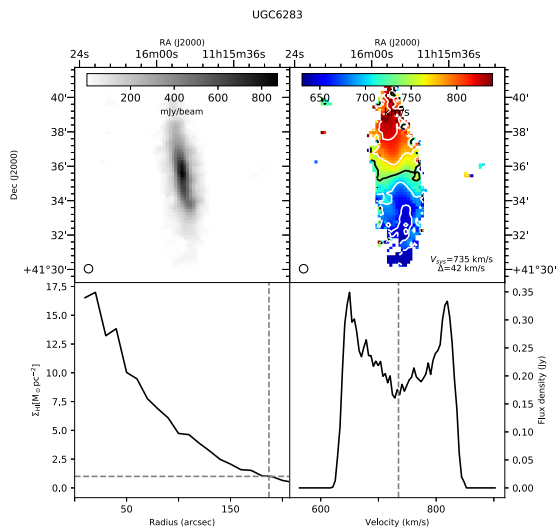 UGC6283
RA (J2000)
RA (J2000)
24s 16m00s 11h15m36s
24s 16m00s 11h15m36s
200 400 600 800
mJy/beam
650 700 750 800
Dec (J2000)
40'
38'
36'
34'
32'
+41°30'
40'
38'
36'
34'
32'
+41°30'
V_sys=735 km/s
Δ=42 km/s
17.5
15.0
12.5
10.0
7.5
5.0
2.5
0.0
Σ_HI[M_☉pc⁻²]
50 150
Radius (arcsec)
0.35
0.30
0.25
0.20
0.15
0.10
0.05
0.00
Flux density (Jy)
600 800
Velocity (km/s)